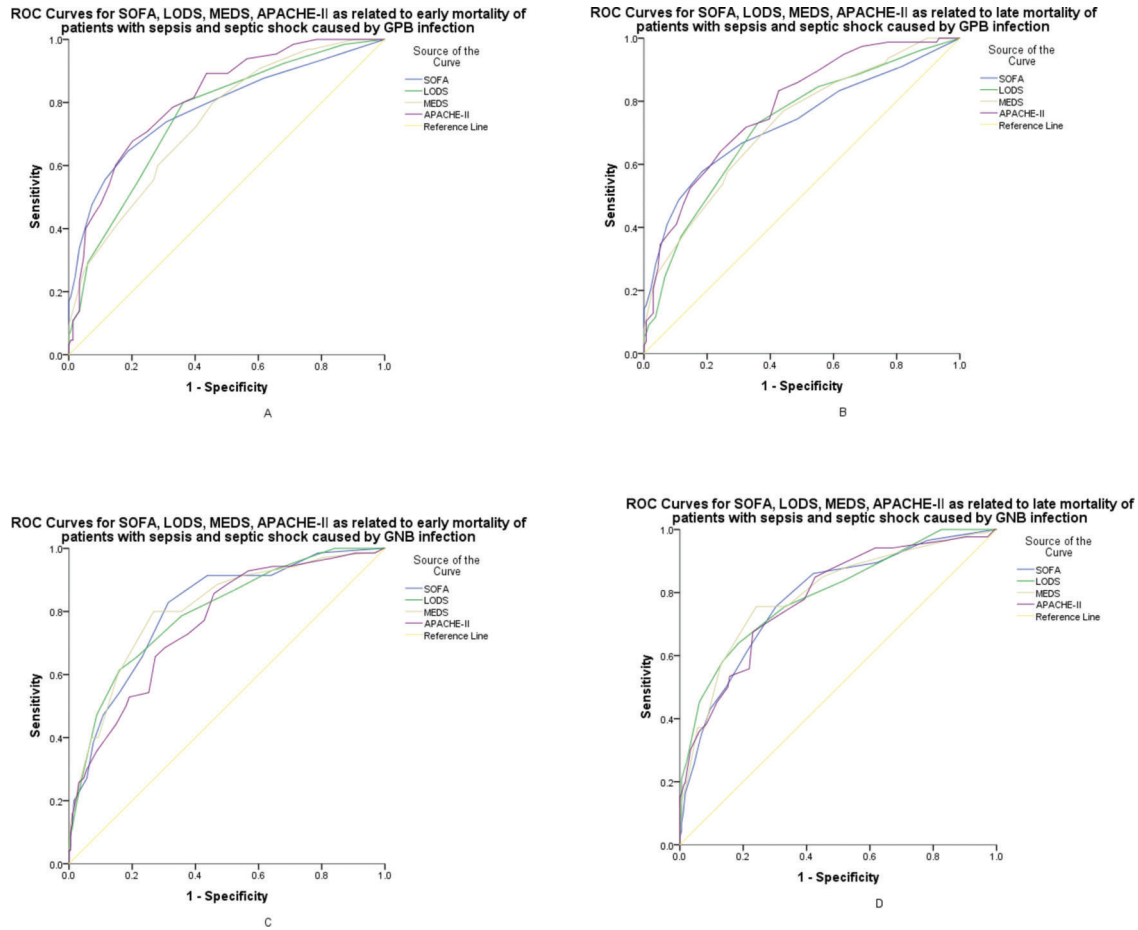 ROC Curves for SOFA, LODS, MEDS, APACHE-II as related to early mortality of
patients with sepsis and septic shock caused by GPB infection
Source of the
Curve
SOFA
LODS
MEDS
APACHE-II
Reference Line
Sensitivity
1.0
0.8
0.6
0.4
0.2
0.0
0.0 0.2 0.4 0.6 0.8 1.0
1 - Specificity
A
ROC Curves for SOFA, LODS, MEDS, APACHE-II as related to late mortality of
patients with sepsis and septic shock caused by GPB infection
Source of the
Curve
SOFA
LODS
MEDS
APACHE-II
Reference Line
Sensitivity
1.0
0.8
0.6
0.4
0.2
0.0
0.0 0.2 0.4 0.6 0.8 1.0
1 - Specificity
B
ROC Curves for SOFA, LODS, MEDS, APACHE-II as related to early mortality of
patients with sepsis and septic shock caused by GNB infection
Source of the
Curve
SOFA
LODS
MEDS
APACHE-II
Reference Line
Sensitivity
1.0
0.8
0.6
0.4
0.2
0.0
0.0 0.2 0.4 0.6 0.8 1.0
1 - Specificity
C
ROC Curves for SOFA, LODS, MEDS, APACHE-II as related to late mortality of
patients with sepsis and septic shock caused by GNB infection
Source of the
Curve
SOFA
LODS
MEDS
APACHE-II
Reference Line
Sensitivity
1.0
0.8
0.6
0.4
0.2
0.0
0.0 0.2 0.4 0.6 0.8 1.0
1 - Specificity
D